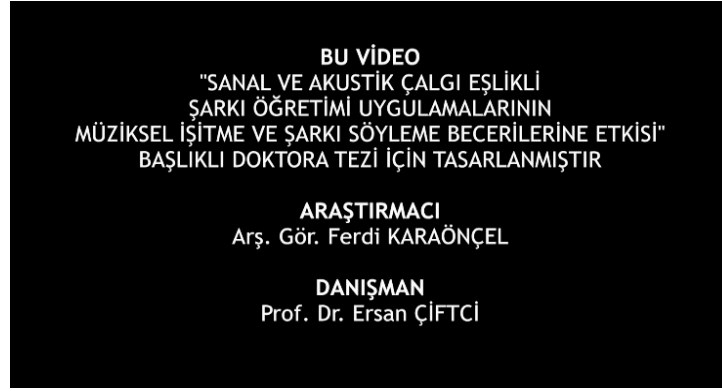 BU VİDEO
"SANAL VE AKUSTİK ÇALGI EŞLİKLİ
ŞARKI ÖĞRETİMİ UYGULAMALARININ
MÜZİKSEL İŞİTME VE ŞARKI SÖYLEME BECERİLERİNE ETKİSİ"
BAŞLIKLI DOKTORA TEZİ İÇİN TASARLANMIŞTIR
ARAŞTIRMACI
Arş. Gör. Ferdi KARAÖNÇEL
DANIŞMAN
Prof. Dr. Ersan ÇİFTCİ